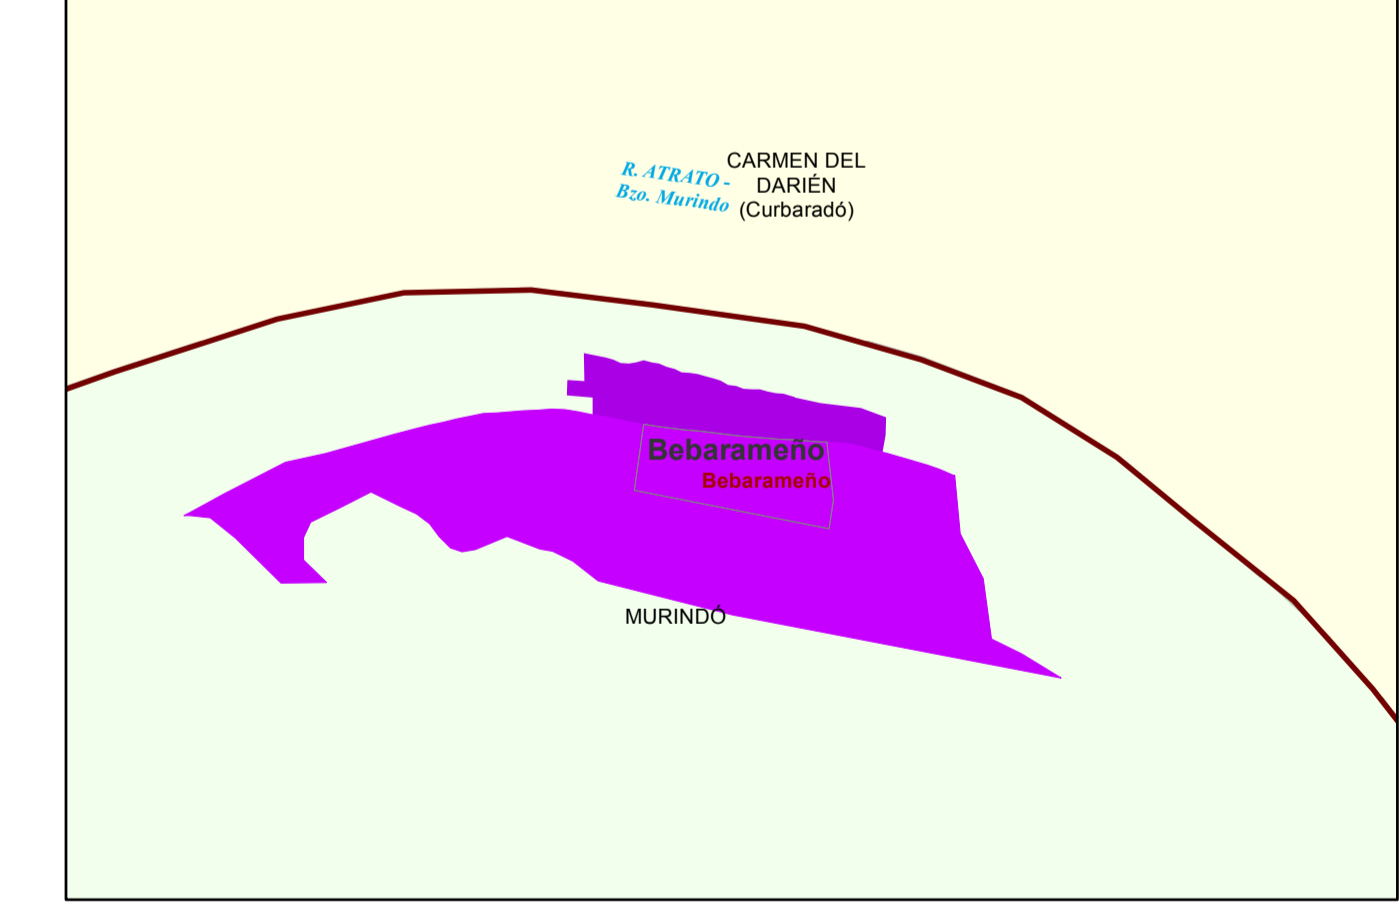 R. ATRATO -
Bzo. Murindo
CARMEN DEL
DARIÉN
(Curbaradó)
Bebarameño
Bebarameño
MURINDÓ